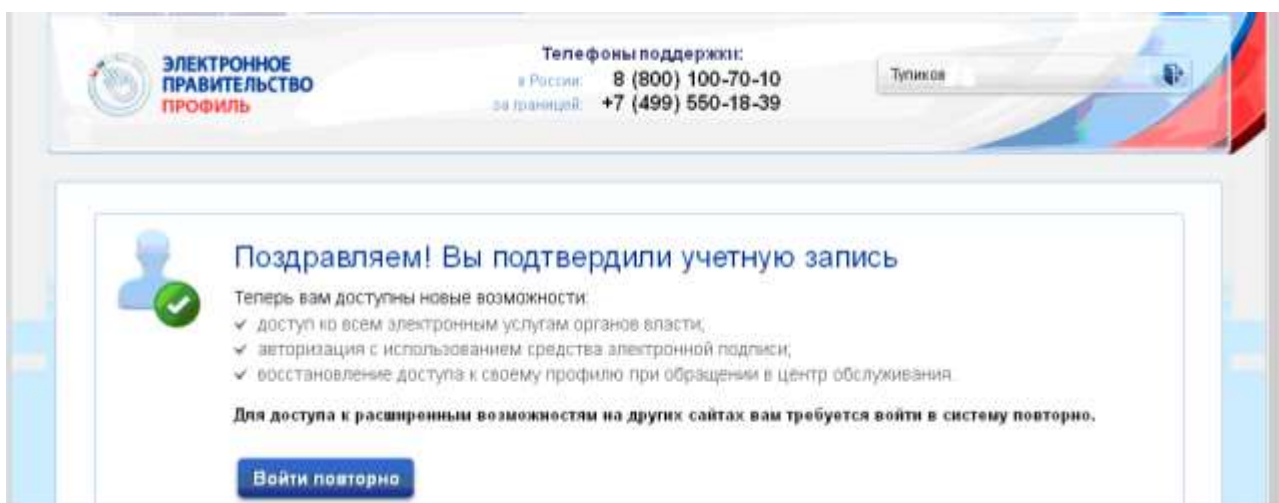 ЭЛЕКТРОННОЕ
ПРАВИТЕЛЬСТВО
ПРОФИЛЬ
Телефоны поддержки:
в России: 8 (800) 100-70-10
за границей: +7 (499) 550-18-39
Тупиков
Поздравляем! Вы подтвердили учетную запись
Теперь вам доступны новые возможности:
доступ ко всем электронным услугам органов власти;
авторизация с использованием средства электронной подписи;
восстановление доступа к своему профилю при обращении в центр обслуживания.
Для доступа к расширенным возможностям на других сайтах вам требуется войти в систему повторно.
Войти повторно